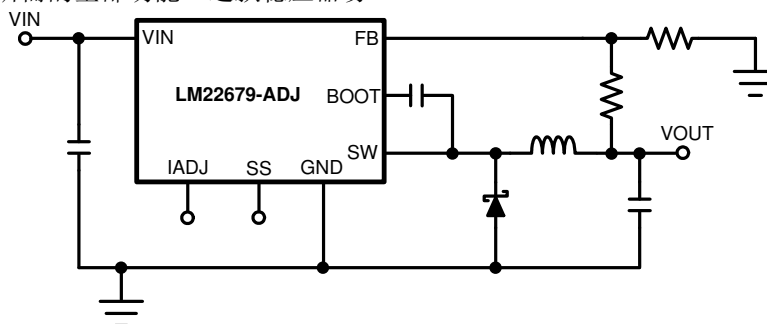 VIN
VIN
FB
LM22679-ADJ
BOOT
SW
VOUT
IADJ
SS
GND